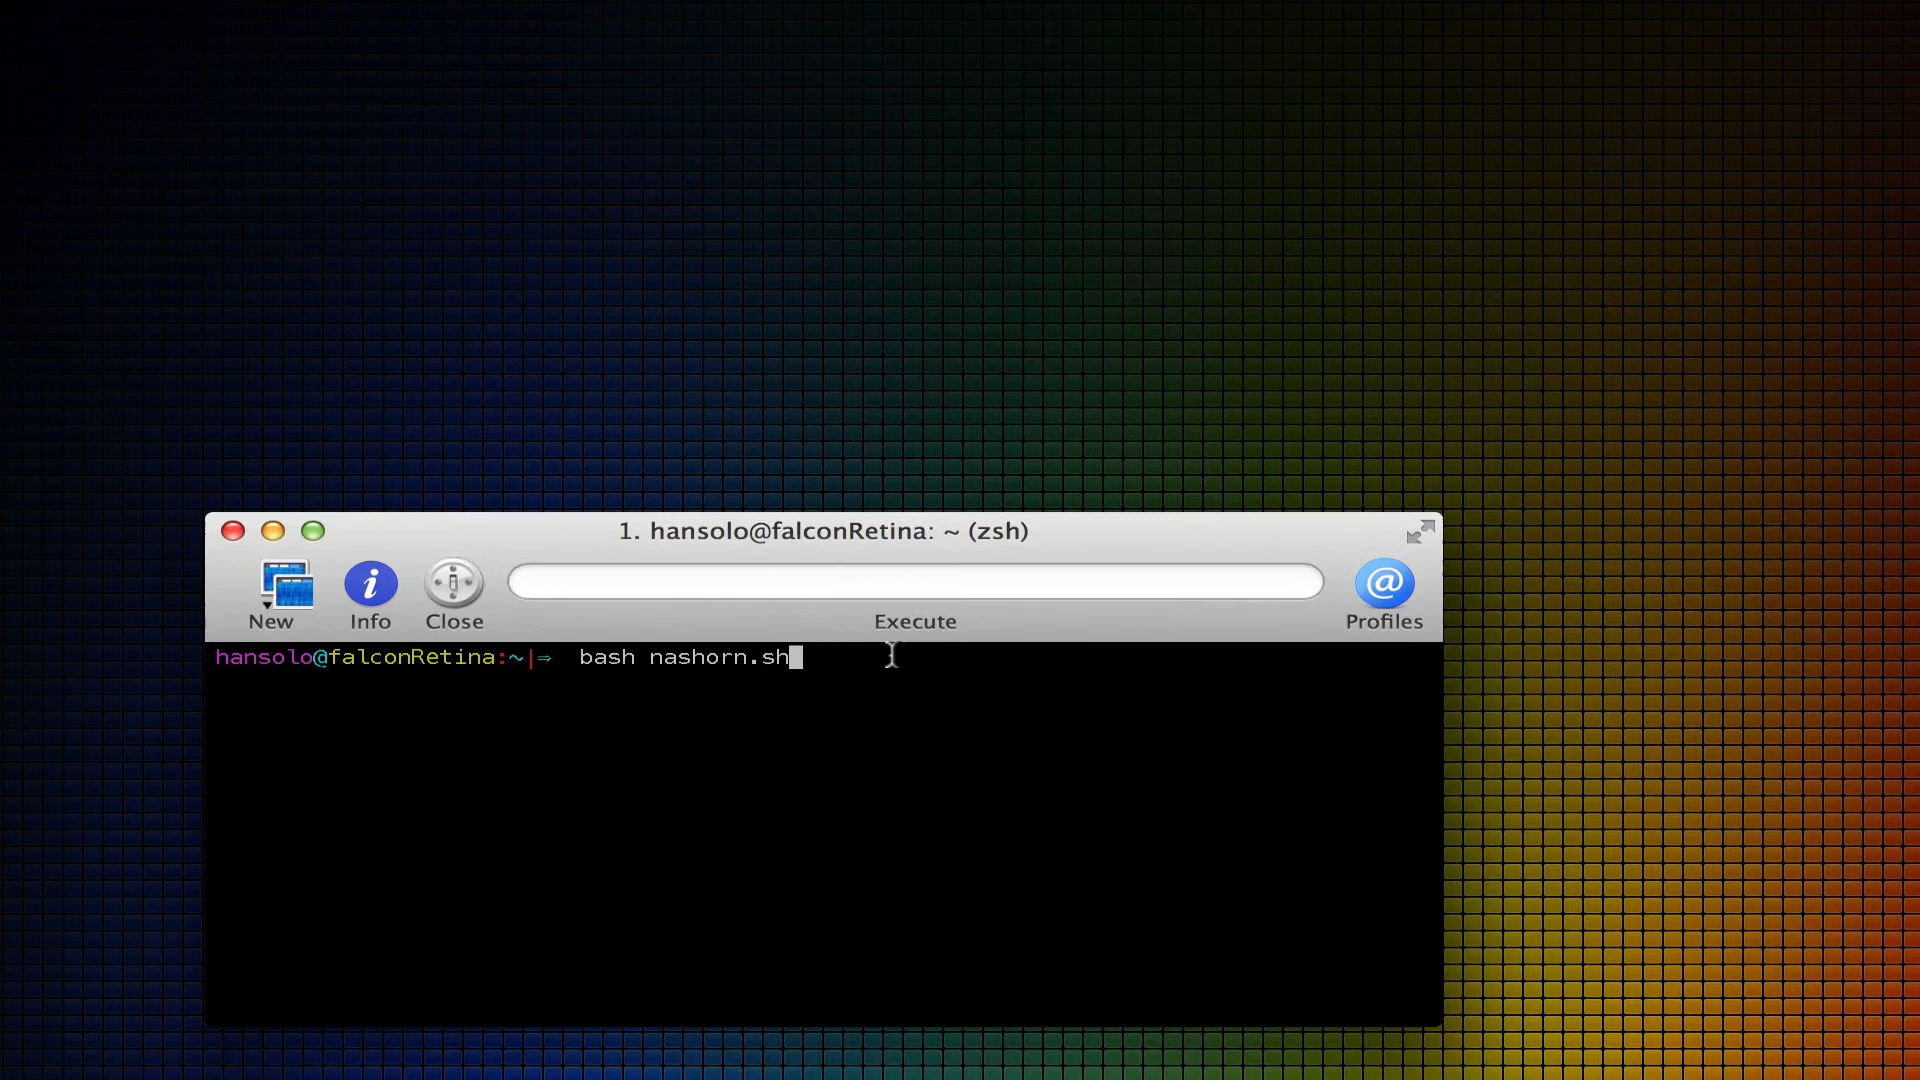 1. hansolo@falconRetina: ~ (zsh)
New Info Close Execute Profiles
hansolo@falconRetina:~|⇒  bash nashorn.sh